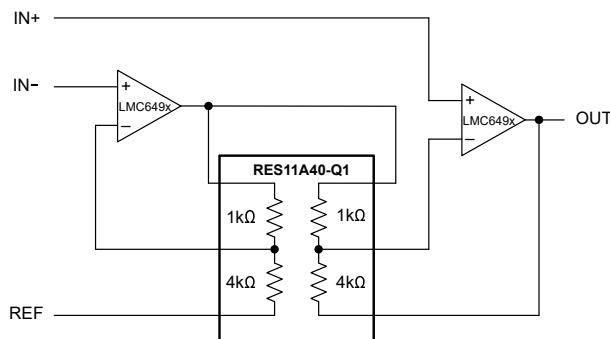 IN+
IN−
+
LMC649x
−
+
LMC649x
−
OUT
RES11A40-Q1
1kΩ
1kΩ
4kΩ
4kΩ
REF